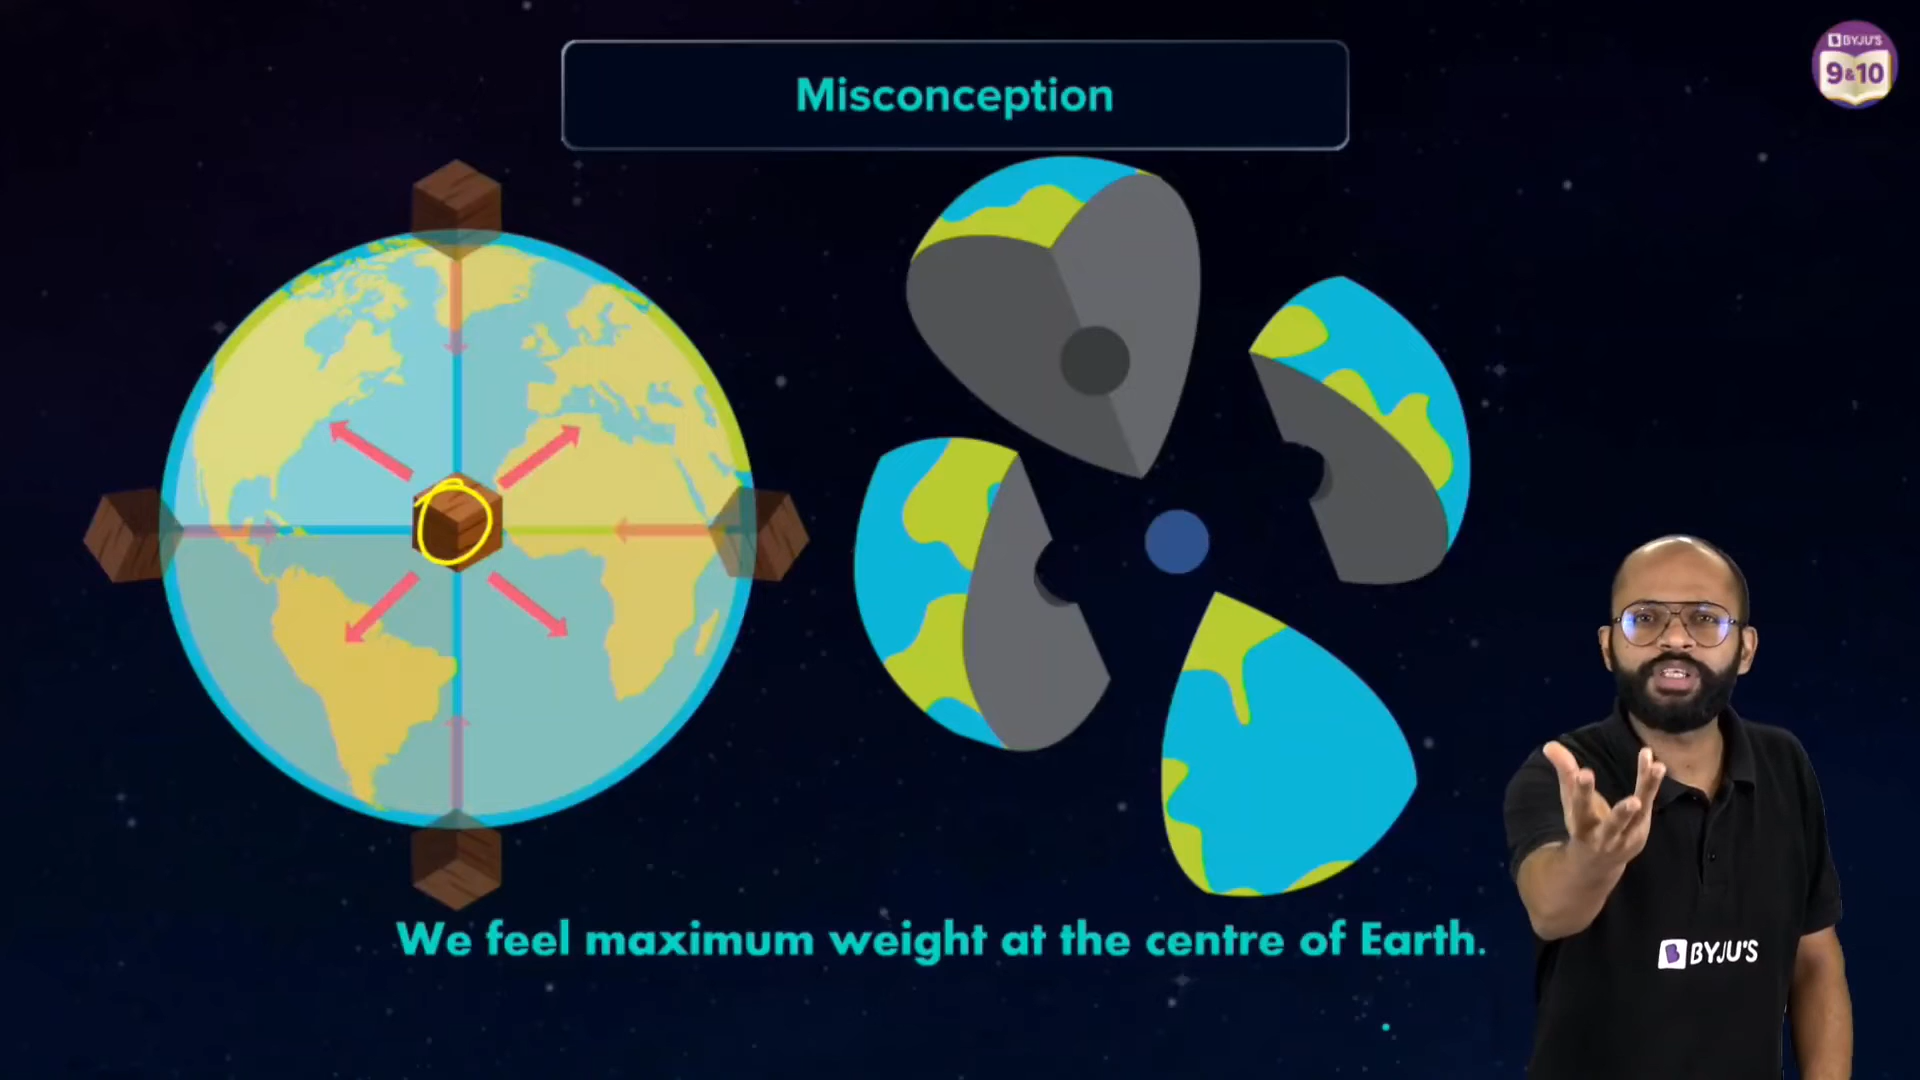 BYJU'S
9&10
Misconception
We feel maximum weight at the centre of Earth.
BYJU'S